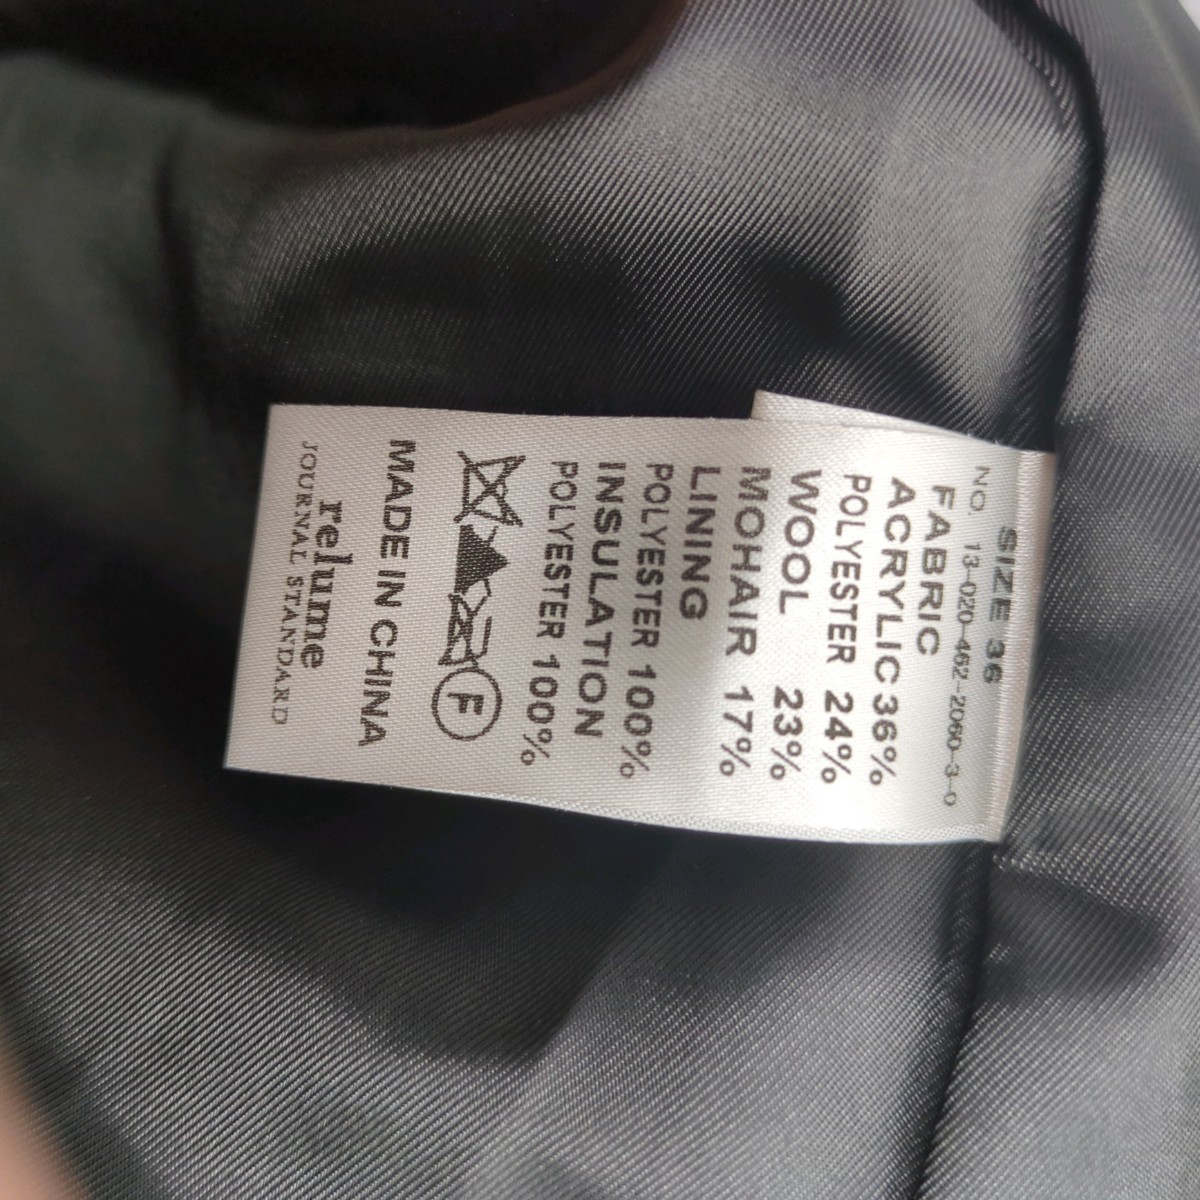 SIZE 36
NO. 13-020-462-2060-3-0
FABRIC
ACRYLIC 36%
POLYESTER 24%
WOOL 23%
MOHAIR 17%
LINING
POLYESTER 100%
INSULATION
POLYESTER 100%
F
MADE IN CHINA
relume
JOURNAL STANDARD